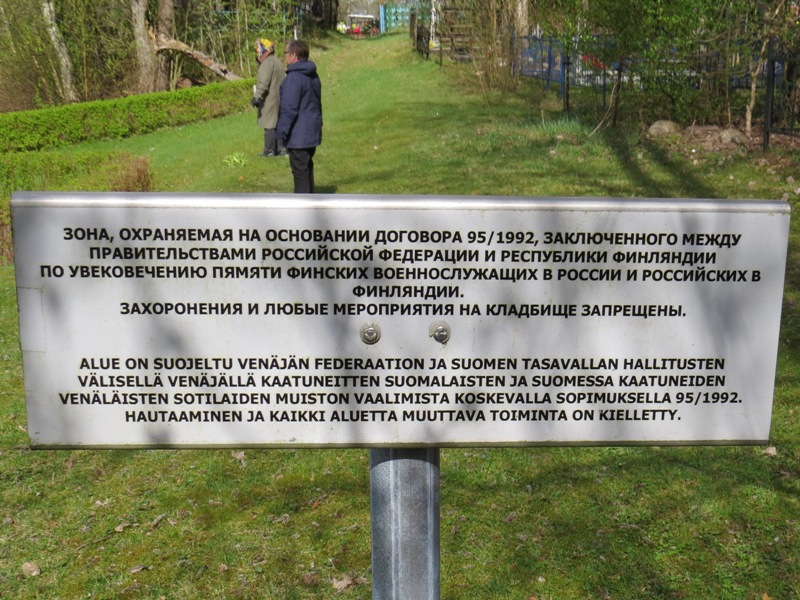 ЗОНА, ОХРАНЯЕМАЯ НА ОСНОВАНИИ ДОГОВОРА 95/1992, ЗАКЛЮЧЕННОГО МЕЖДУ
ПРАВИТЕЛЬСТВАМИ РОССИЙСКОЙ ФЕДЕРАЦИИ И РЕСПУБЛИКИ ФИНЛЯНДИИ
ПО УВЕКОВЕЧЕНИЮ ПЯМЯТИ ФИНСКИХ ВОЕННОСЛУЖАЩИХ В РОССИИ И РОССИЙСКИХ В
ФИНЛЯНДИИ.
ЗАХОРОНЕНИЯ И ЛЮБЫЕ МЕРОПРИЯТИЯ НА КЛАДБИЩЕ ЗАПРЕЩЕНЫ.
ALUE ON SUOJELTU VENÄJÄN FEDERAATION JA SUOMEN TASAVALLAN HALLITUSTEN
VÄLISELLÄ VENÄJÄLLÄ KAATUNEITTEN SUOMALAISTEN JA SUOMESSA KAATUNEIDEN
VENÄLÄISTEN SOTILAIDEN MUISTON VAALIMISTA KOSKEVALLA SOPIMUKSELLA 95/1992.
HAUTAAMINEN JA KAIKKI ALUETTA MUUTTAVA TOIMINTA ON KIELLETTY.